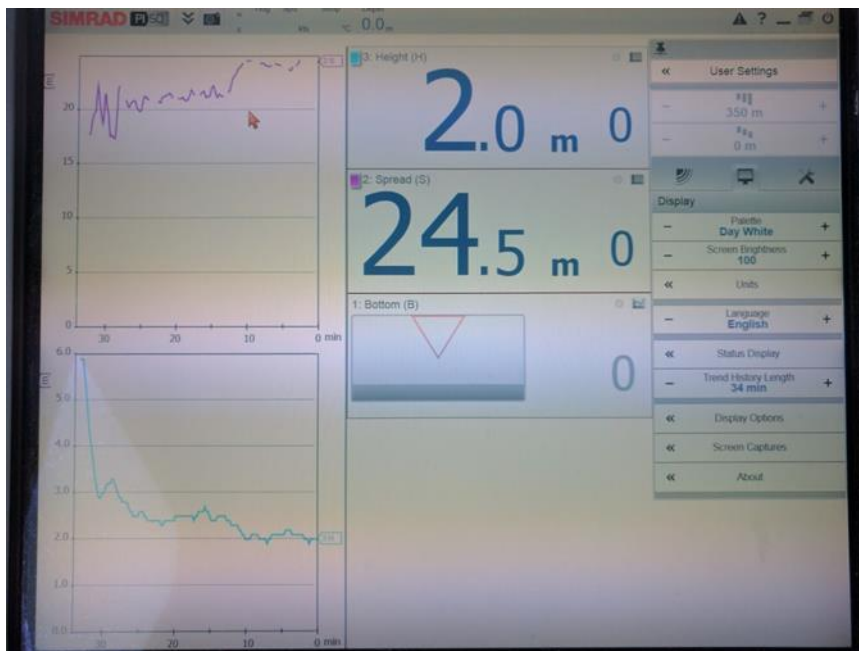 SIMRAD PI50
0.0 m
?
[m]
20
15
10
5
0
30
20
10
0 min
6.0
[m]
5.0
4.0
3.0
2.0
1.0
0.0
30
20
10
0 min
3: Height (H)
2.0 m 0
2: Spread (S)
24.5 m 0
1: Bottom (B)
0
« User Settings
- 350 m +
- 0 m +
Display
Palette
- Day White +
Screen Brightness
- 100 +
« Units
Language
- English +
« Status Display
Trend History Length
- 34 min +
« Display Options
« Screen Captures
« About